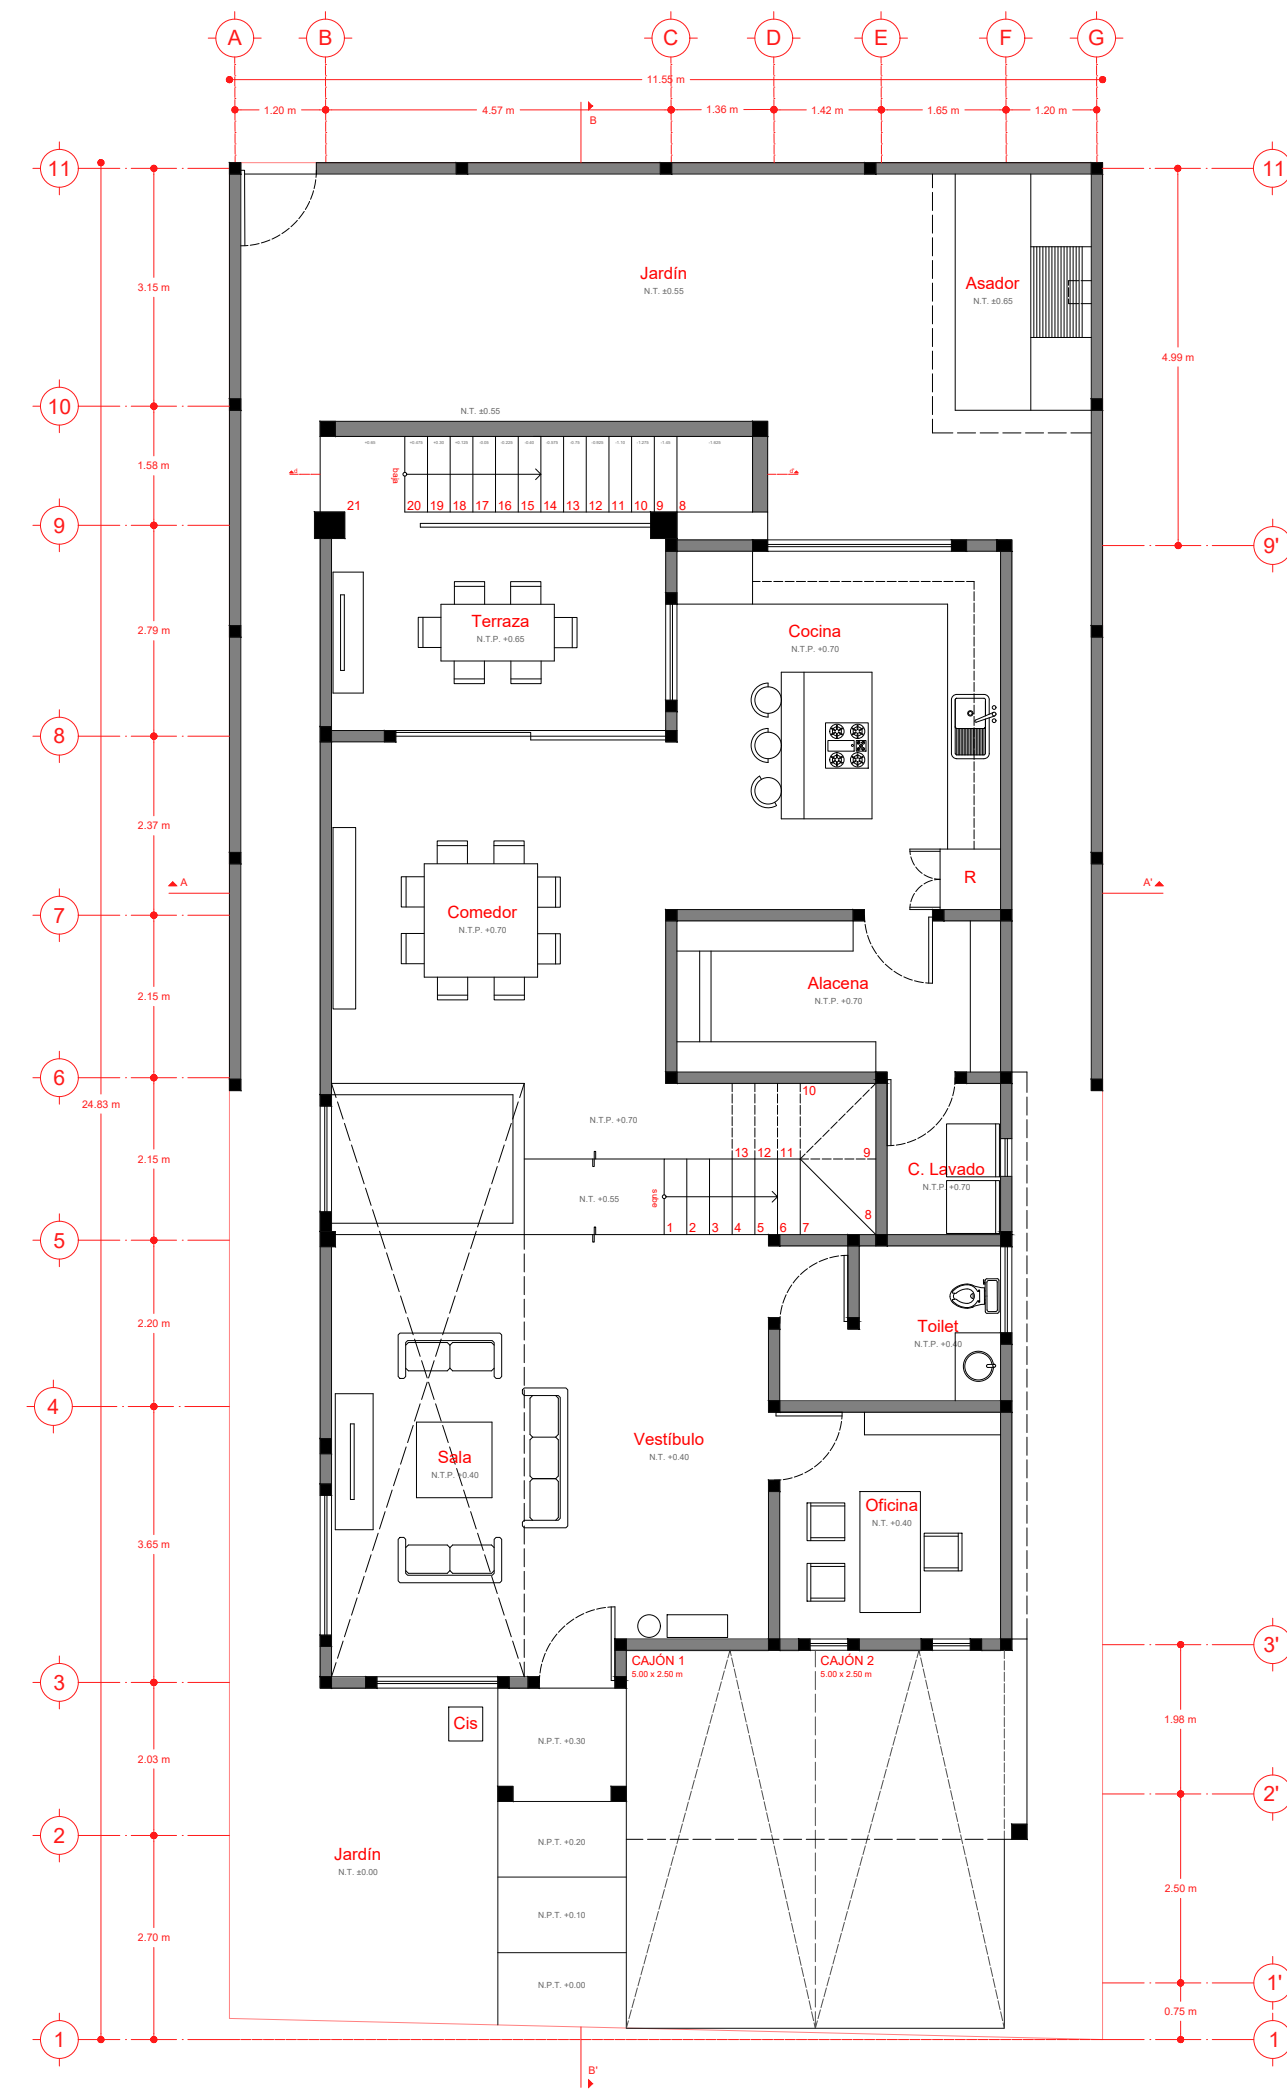 A B C D E F G
11.55 m
1.20 m 4.57 m 1.36 m 1.42 m 1.65 m 1.20 m
B
11 11
Jardín
N.T. ±0.55
Asador
N.T. ±0.65
3.15 m
4.99 m
10
N.T. ±0.55
1.58 m
baja
21 20 19 18 17 16 15 14 13 12 11 10 9 8
9 9'
Terraza
N.T.P. +0.65
Cocina
N.T.P. +0.70
2.79 m
8
2.37 m
R
A A'
7
Comedor
N.T.P. +0.70
Alacena
N.T.P. +0.70
2.15 m
6
24.83 m
10
N.T.P. +0.70
2.15 m
13 12 11 9
C. Lavado
N.T.P. +0.70
N.T. +0.55
sube
1 2 3 4 5 6 7 8
5
2.20 m
Toilet
N.T.P. +0.40
4
Vestíbulo
N.T. +0.40
Sala
N.T.P. +0.40
Oficina
N.T. +0.40
3.65 m
3'
CAJÓN 1
5.00 x 2.50 m
CAJÓN 2
5.00 x 2.50 m
3
Cis
1.98 m
N.P.T. +0.30
2.03 m
2'
2
N.P.T. +0.20
Jardín
N.T. ±0.00
2.50 m
N.P.T. +0.10
2.70 m
1'
N.P.T. +0.00
0.75 m
1 1
B'